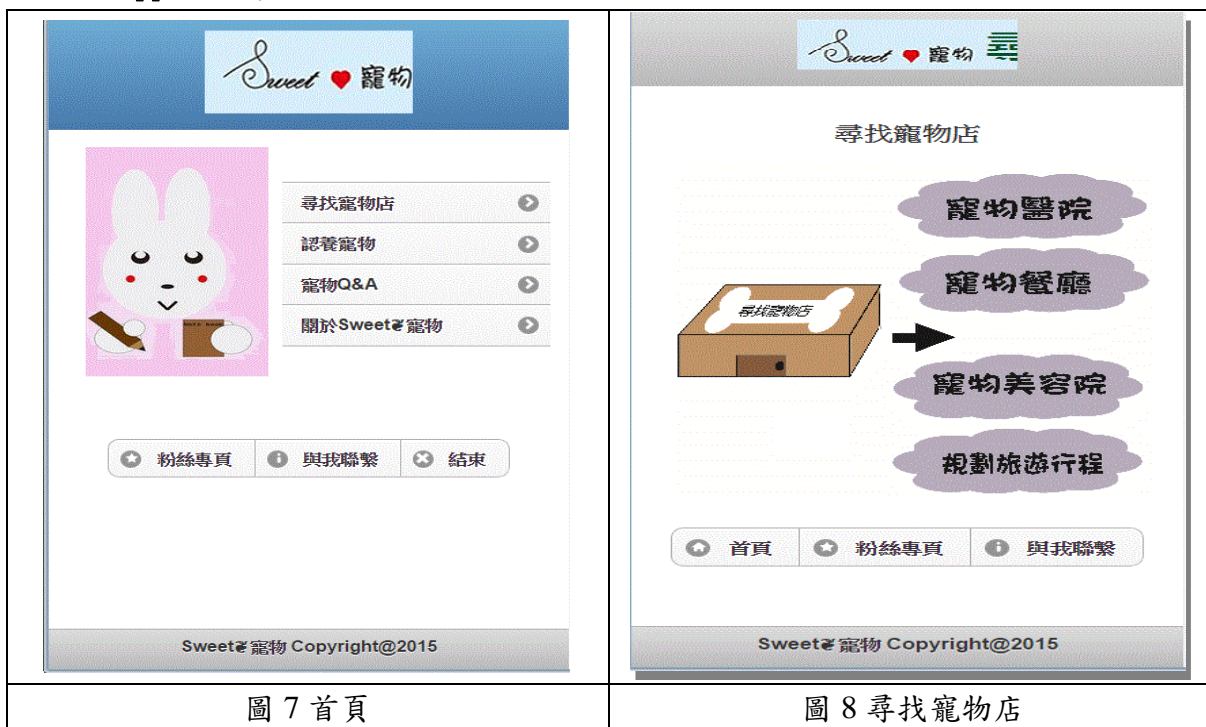 Sweet ♥ 寵物
尋找寵物店
認養寵物
寵物Q&A
關於Sweet❦寵物
粉絲專頁 與我聯繫 結束
Sweet❦寵物 Copyright@2015
圖 7 首頁
Sweet ♥ 寵物
尋找寵物店
寵物醫院
寵物餐廳
尋找寵物店
寵物美容院
規劃旅遊行程
首頁 粉絲專頁 與我聯繫
Sweet❦寵物 Copyright@2015
圖 8 尋找寵物店